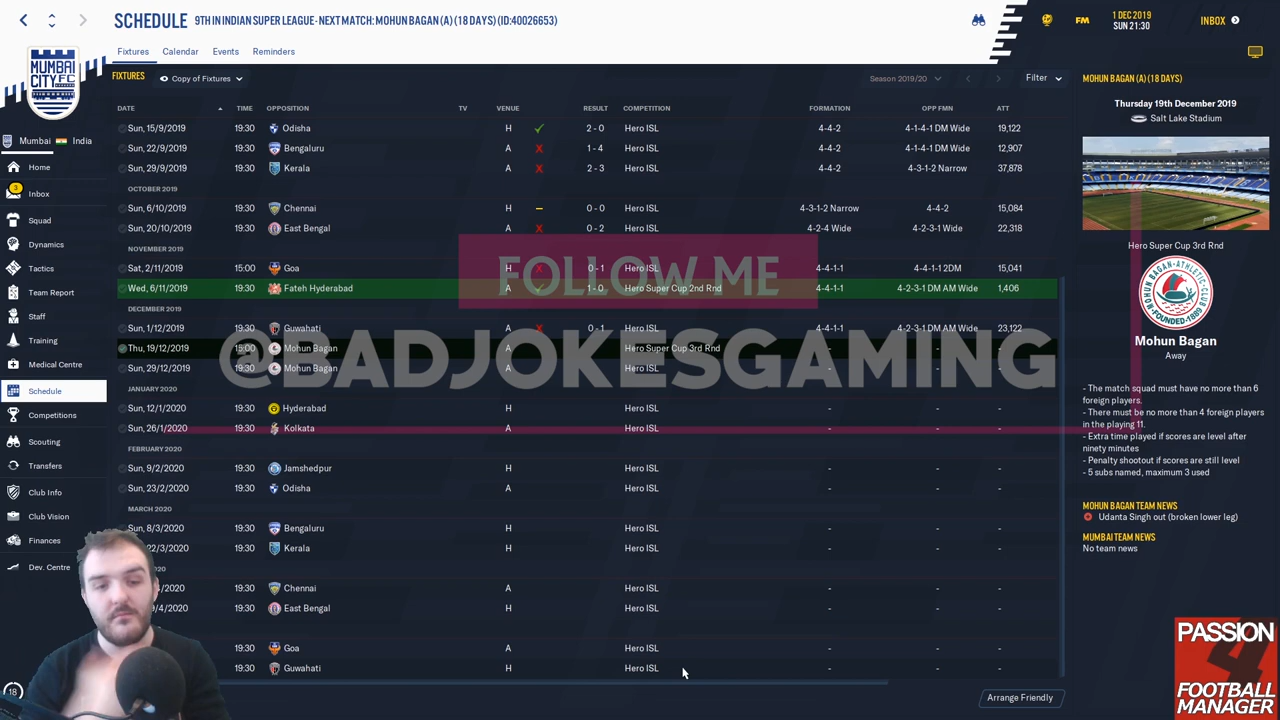 SCHEDULE 9TH IN INDIAN SUPER LEAGUE - NEXT MATCH: MOHUN BAGAN (A) (18 DAYS) (ID:40026653)
FM 1 DEC 2019 SUN 21:30 INBOX
Fixtures Calendar Events Reminders
MUMBAI CITY FC
Mumbai India
Home
3
Inbox
Squad
Dynamics
Tactics
Team Report
Staff
Training
Medical Centre
Schedule
Competitions
Scouting
Transfers
Club Info
Club Vision
Finances
Dev. Centre
18
FIXTURES Copy of Fixtures Season 2019/20 Filter
DATE TIME OPPOSITION TV VENUE RESULT COMPETITION FORMATION OPP FMN ATT
Sun, 15/9/2019 19:30 Odisha H 2 - 0 Hero ISL 4-4-2 4-1-4-1 DM Wide 19,122
Sun, 22/9/2019 19:30 Bengaluru A X 1 - 4 Hero ISL 4-4-2 4-1-4-1 DM Wide 12,907
Sun, 29/9/2019 19:30 Kerala A X 2 - 3 Hero ISL 4-4-2 4-3-1-2 Narrow 37,878
OCTOBER 2019
Sun, 6/10/2019 19:30 Chennai H – 0 - 0 Hero ISL 4-3-1-2 Narrow 4-4-2 15,084
Sun, 20/10/2019 19:30 East Bengal A X 0 - 2 Hero ISL 4-2-4 Wide 4-2-3-1 Wide 22,318
NOVEMBER 2019
Sat, 2/11/2019 15:00 Goa H X 0 - 1 Hero ISL 4-4-1-1 4-4-1-1 2DM 15,041
Wed, 6/11/2019 19:30 Fateh Hyderabad A 1 - 0 Hero Super Cup 2nd Rnd 4-4-1-1 4-2-3-1 DM AM Wide 1,406
DECEMBER 2019
Sun, 1/12/2019 19:30 Guwahati A X 0 - 1 Hero ISL 4-4-1-1 4-2-3-1 DM AM Wide 23,122
Thu, 19/12/2019 15:00 Mohun Bagan A Hero Super Cup 3rd Rnd - -
Sun, 29/12/2019 19:30 Mohun Bagan A Hero ISL - - -
JANUARY 2020
Sun, 12/1/2020 19:30 Hyderabad H Hero ISL - - -
Sun, 26/1/2020 19:30 Kolkata A Hero ISL - - -
FEBRUARY 2020
Sun, 9/2/2020 19:30 Jamshedpur H Hero ISL - - -
Sun, 23/2/2020 19:30 Odisha A Hero ISL - - -
MARCH 2020
Sun, 8/3/2020 19:30 Bengaluru H Hero ISL - - -
22/3/2020 19:30 Kerala H Hero ISL - - -
19:30 Chennai A Hero ISL - - -
19:30 East Bengal H Hero ISL - - -
19:30 Goa A Hero ISL - - -
19:30 Guwahati H Hero ISL - - -
FOLLOW ME
@BADJOKESGAMING
Arrange Friendly
MOHUN BAGAN (A) (18 DAYS)
Thursday 19th December 2019
Salt Lake Stadium
Hero Super Cup 3rd Rnd
MOHUN BAGAN ATHLETIC CLUB
FOUNDED 1889
Mohun Bagan
Away
- The match squad must have no more than 6
foreign players.
- There must be no more than 4 foreign players
in the playing 11.
- Extra time played if scores are level after
ninety minutes
- Penalty shootout if scores are still level
- 5 subs named, maximum 3 used
MOHUN BAGAN TEAM NEWS
Udanta Singh out (broken lower leg)
MUMBAI TEAM NEWS
No team news
PASSION
4
FOOTBALL
MANAGER